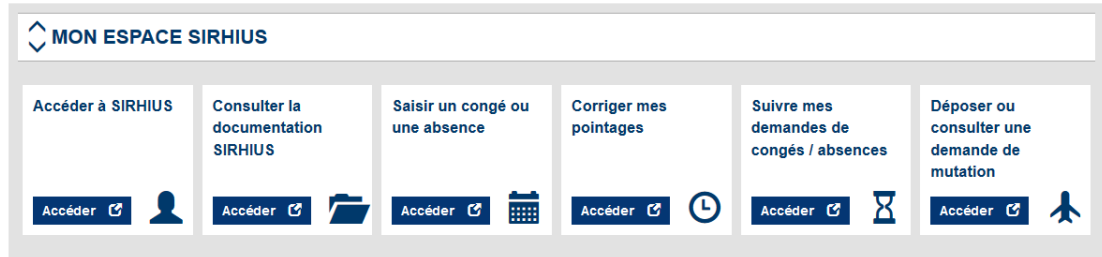 MON ESPACE SIRHIUS
Accéder à SIRHIUS
Accéder
Consulter la
documentation
SIRHIUS
Accéder
Saisir un congé ou
une absence
Accéder
Corriger mes
pointages
Accéder
Suivre mes
demandes de
congés / absences
Accéder
Déposer ou
consulter une
demande de
mutation
Accéder